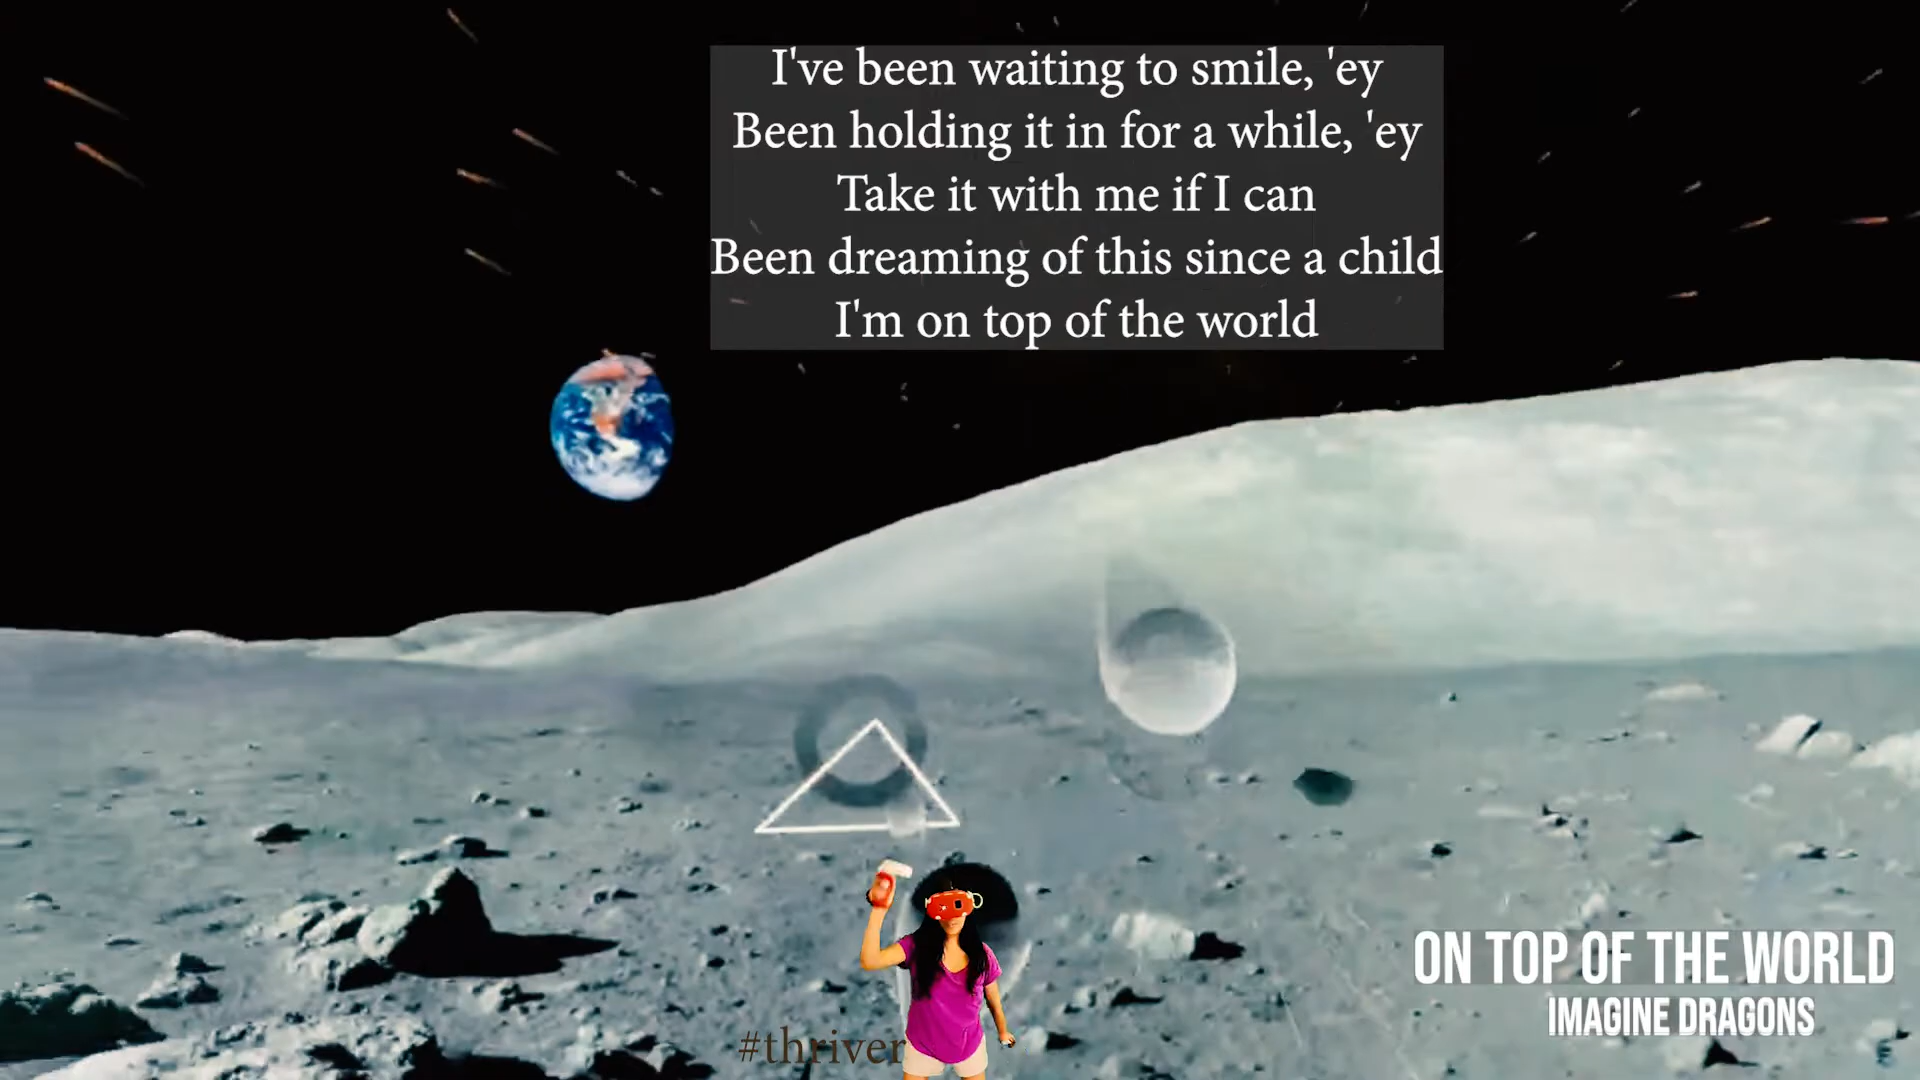 I've been waiting to smile, 'ey
Been holding it in for a while, 'ey
Take it with me if I can
Been dreaming of this since a child
I'm on top of the world
ON TOP OF THE WORLD
IMAGINE DRAGONS
#thriver